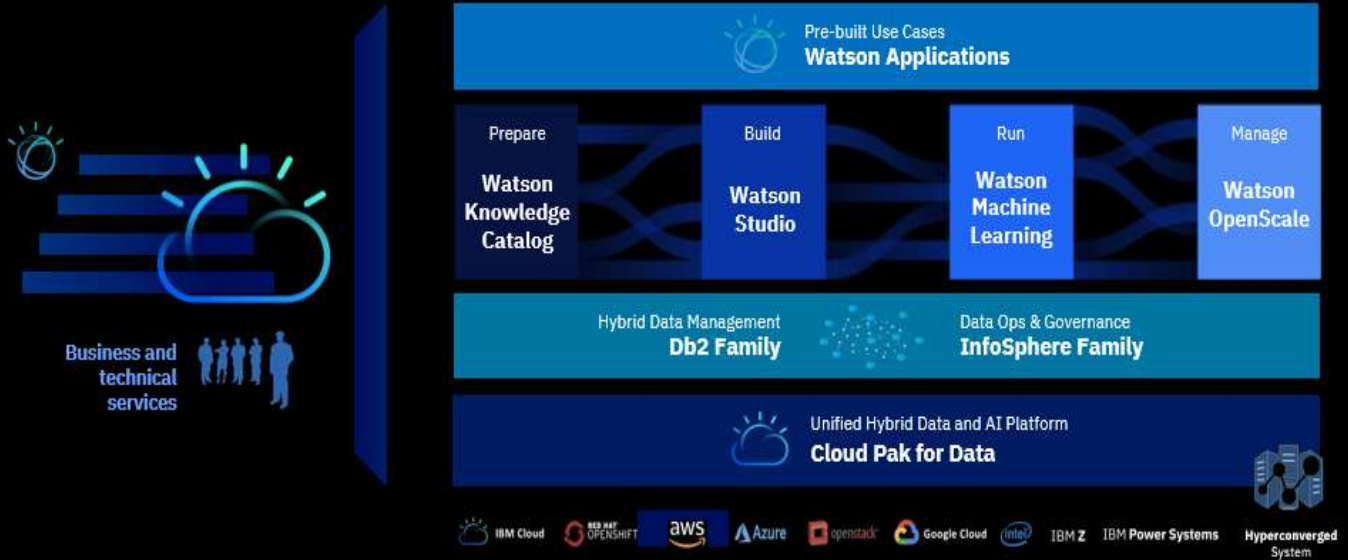 Pre-built Use Cases
Watson Applications
Prepare
Watson
Knowledge
Catalog
Build
Watson
Studio
Run
Watson
Machine
Learning
Manage
Watson
OpenScale
Business and
technical
services
Hybrid Data Management
Db2 Family
Data Ops & Governance
InfoSphere Family
Unified Hybrid Data and AI Platform
Cloud Pak for Data
IBM Cloud
RED HAT
OPENSHIFT
aws
Azure
openstack
Google Cloud
intel
IBM Z
IBM Power Systems
Hyperconverged
System